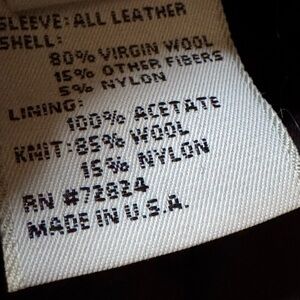 SLEEVE: ALL LEATHER
SHELL:
80% VIRGIN WOOL
15% OTHER FIBERS
5% NYLON
LINING:
100% ACETATE
KNIT: 85% WOOL
15% NYLON
RN #72824
MADE IN U.S.A.